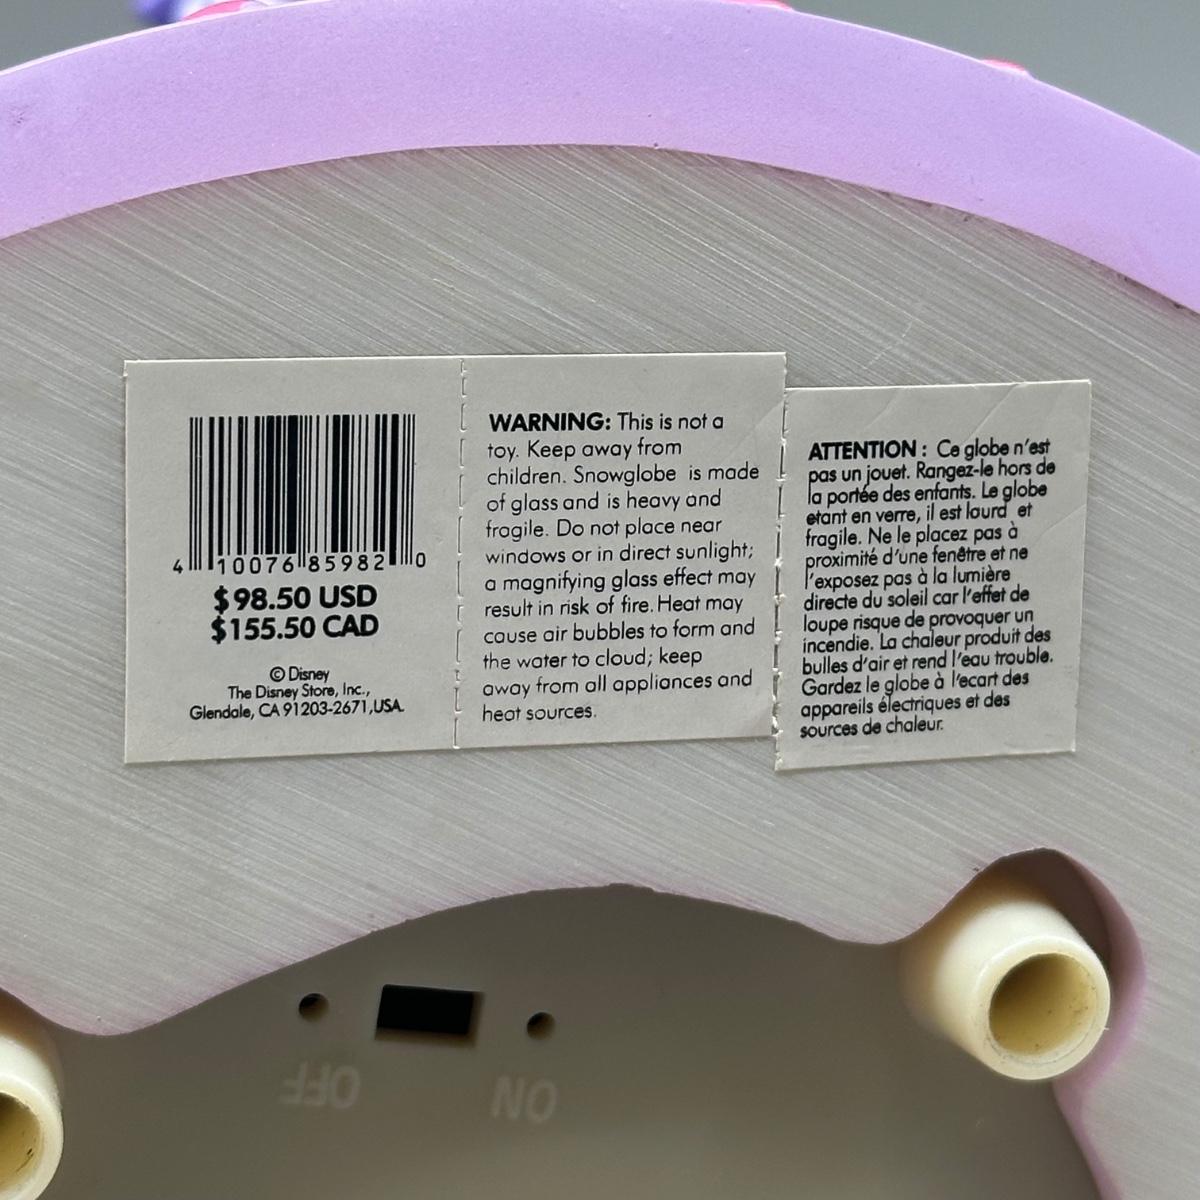 4 10076 85982 0
$98.50 USD
$155.50 CAD
© Disney
The Disney Store, Inc.,
Glendale, CA 91203-2671,USA.
WARNING: This is not a
toy. Keep away from
children. Snowglobe is made
of glass and is heavy and
fragile. Do not place near
windows or in direct sunlight;
a magnifying glass effect may
result in risk of fire. Heat may
cause air bubbles to form and
the water to cloud; keep
away from all appliances and
heat sources.
ATTENTION : Ce globe n'est
pas un jouet. Rangez-le hors de
la portée des enfants. Le globe
etant en verre, il est lourd et
fragile. Ne le placez pas à
proximité d'une fenêtre et ne
l'exposez pas à la lumière
directe du soleil car l'effet de
loupe risque de provoquer un
incendie. La chaleur produit des
bulles d'air et rend l'eau trouble.
Gardez le globe à l'ecart des
appareils électriques et des
sources de chaleur.
OFF
ON